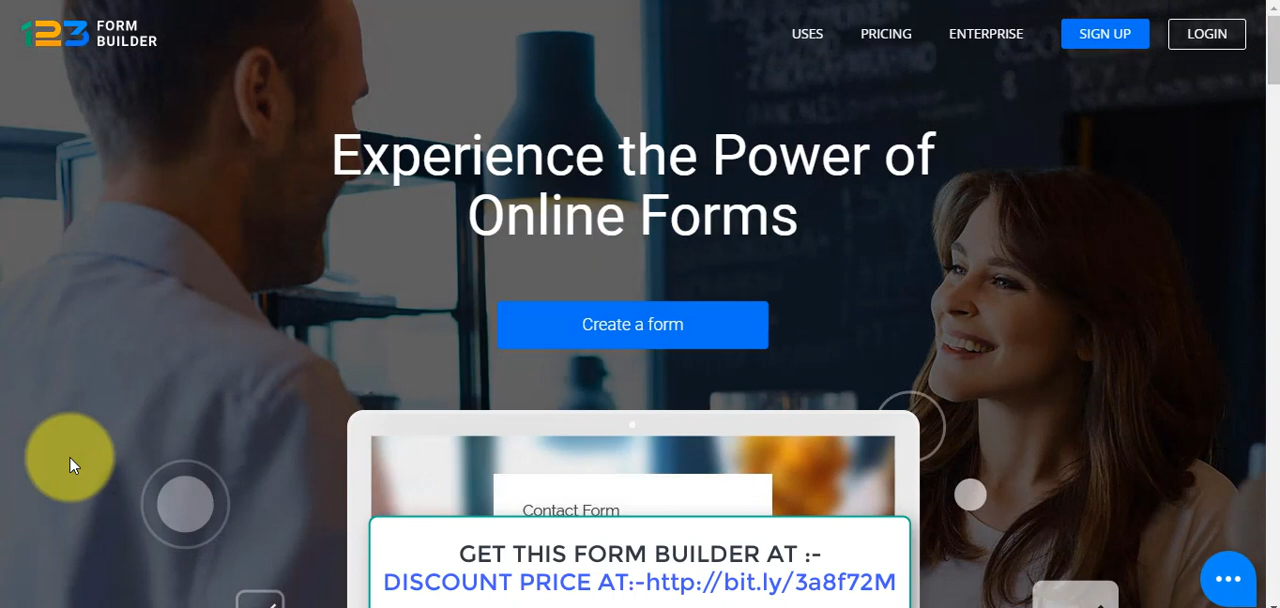 123 FORM
BUILDER
USES PRICING ENTERPRISE SIGN UP LOGIN
Experience the Power of
Online Forms
Create a form
Contact Form
GET THIS FORM BUILDER AT :-
DISCOUNT PRICE AT:-http://bit.ly/3a8f72M